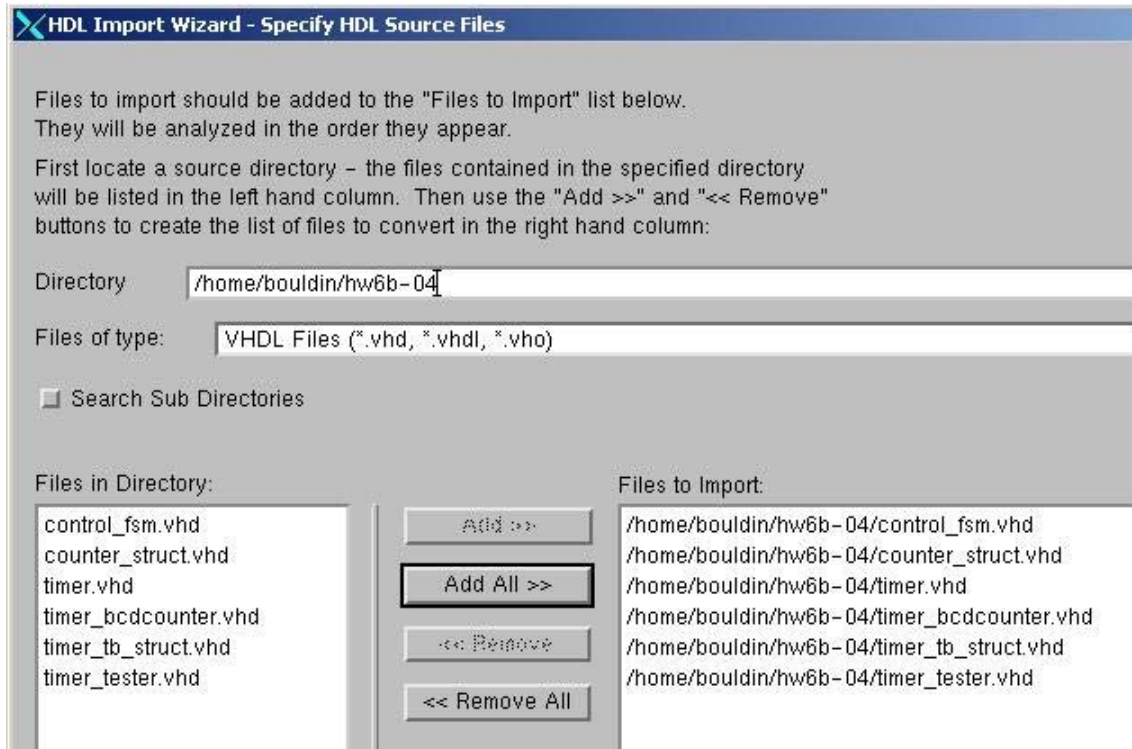 HDL Import Wizard - Specify HDL Source Files
Files to import should be added to the "Files to Import" list below.
They will be analyzed in the order they appear.
First locate a source directory – the files contained in the specified directory
will be listed in the left hand column. Then use the "Add >>" and "<< Remove"
buttons to create the list of files to convert in the right hand column:
Directory /home/bouldin/hw6b-04
Files of type: VHDL Files (*.vhd, *.vhdl, *.vho)
Search Sub Directories
Files in Directory:
control_fsm.vhd
counter_struct.vhd
timer.vhd
timer_bcdcounter.vhd
timer_tb_struct.vhd
timer_tester.vhd
Add >>
Add All >>
<< Remove
<< Remove All
Files to Import:
/home/bouldin/hw6b-04/control_fsm.vhd
/home/bouldin/hw6b-04/counter_struct.vhd
/home/bouldin/hw6b-04/timer.vhd
/home/bouldin/hw6b-04/timer_bcdcounter.vhd
/home/bouldin/hw6b-04/timer_tb_struct.vhd
/home/bouldin/hw6b-04/timer_tester.vhd